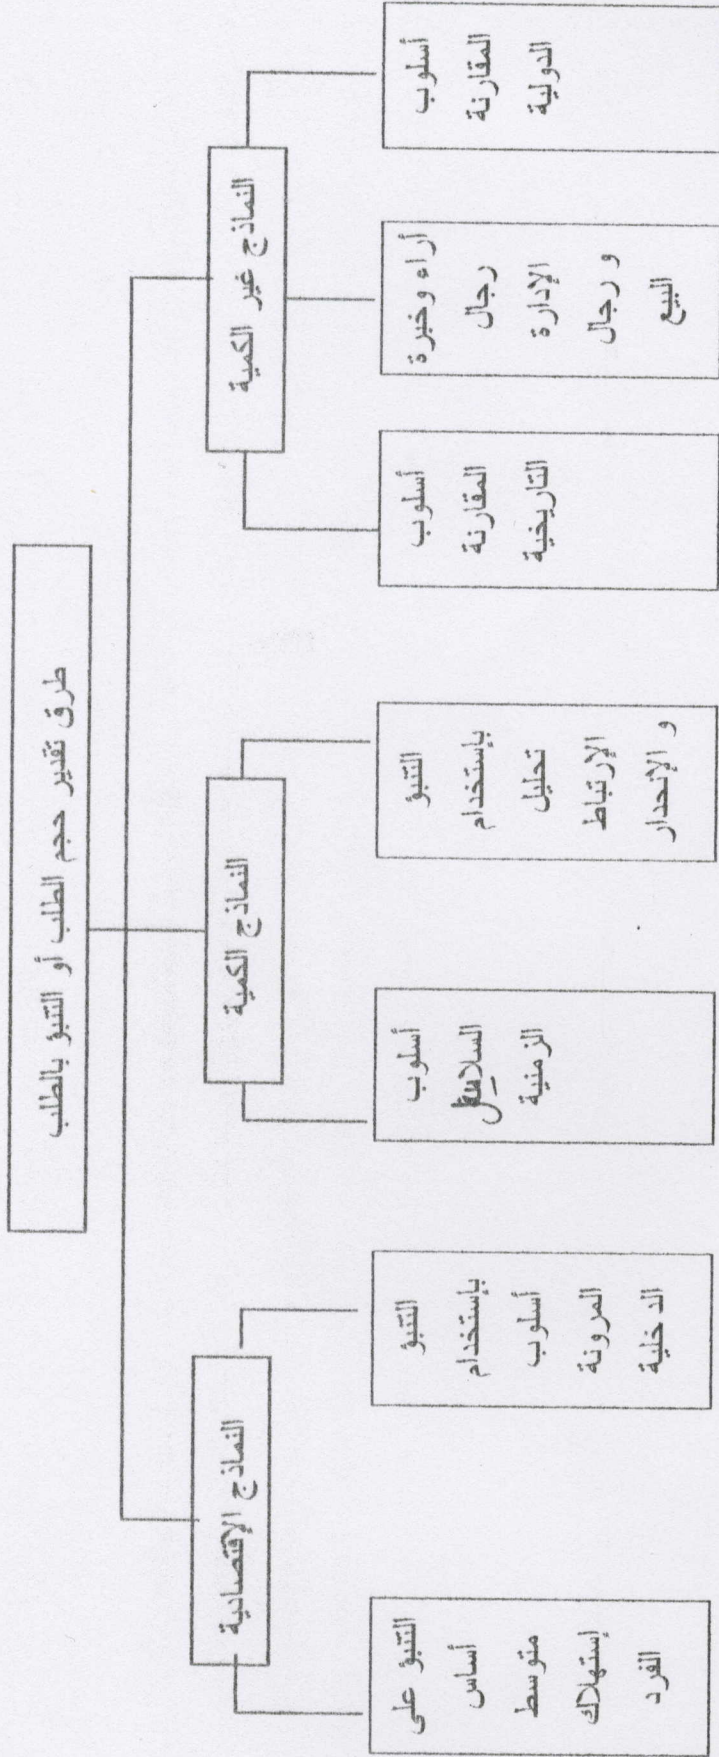 طرق تقدير حجم الطلب أو التنبؤ بالطلب
النماذج غير الكمية
النماذج الكمية
النماذج الإقتصادية
أسلوب
المقارنة
الدولية
أراء وخبرة
رجال
الإدارة
و رجال
البيع
أسلوب
المقارنة
التاريخية
التنبؤ
بإستخدام
تحليل
الإرتباط
و الإنحدار
أسلوب
السلاسل
الزمنية
التنبؤ
بإستخدام
أسلوب
المرونة
الدخلية
التنبؤ على
أساس
متوسط
إستهلاك
الفرد